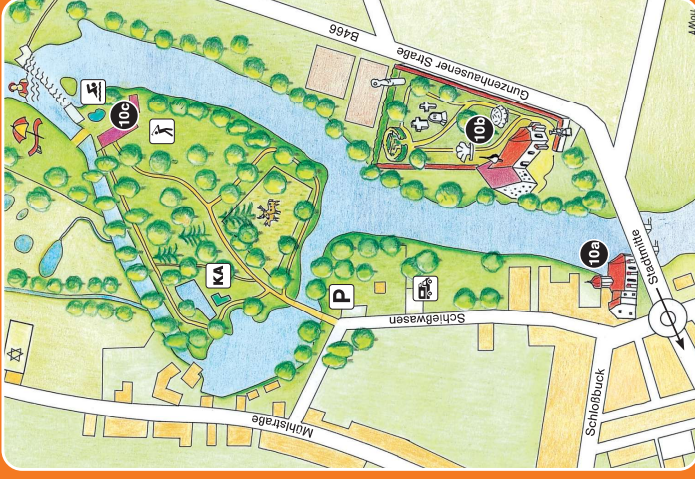 B466
Gunzenhausener Straße
10c
10b
10a
KA
P
Schießwasen
Stadtmitte
Schloßbuck
Mühlstraße